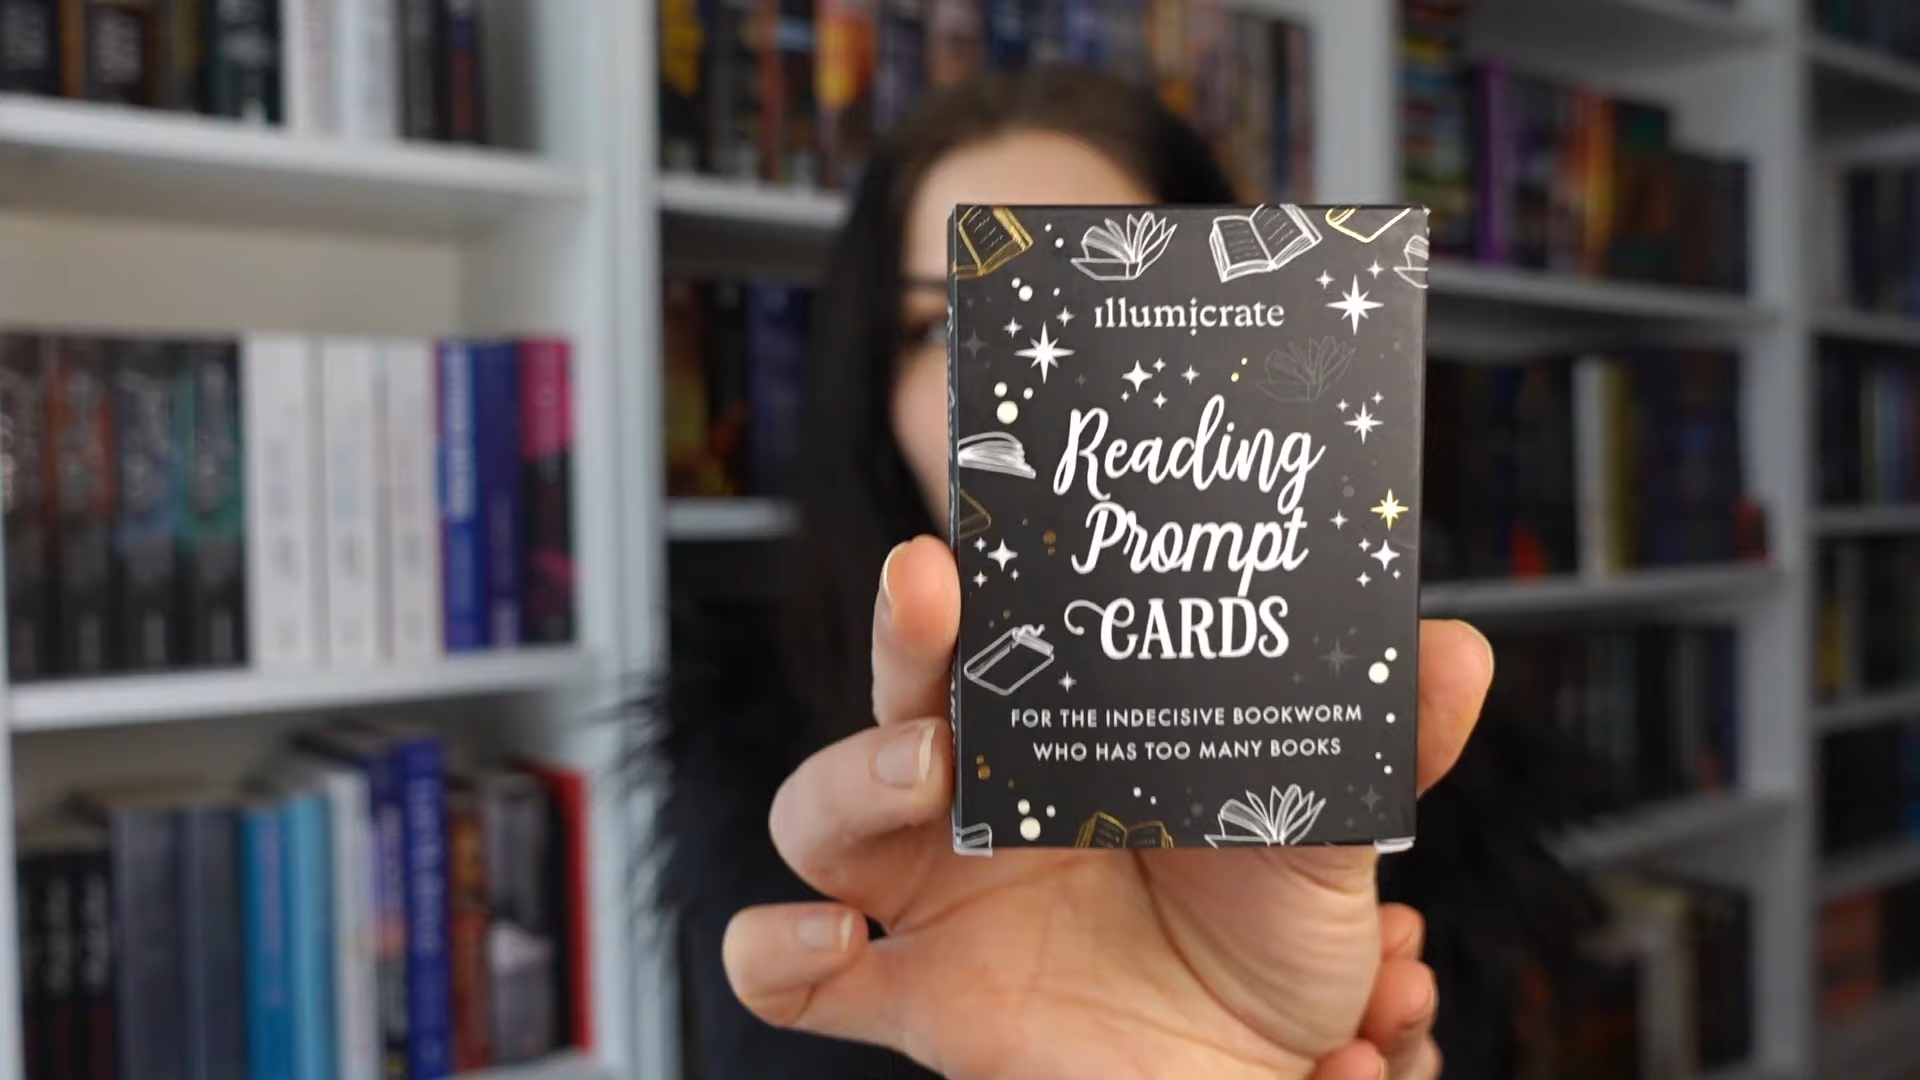 illumicrate
Reading
Prompt
CARDS
FOR THE INDECISIVE BOOKWORM
WHO HAS TOO MANY BOOKS